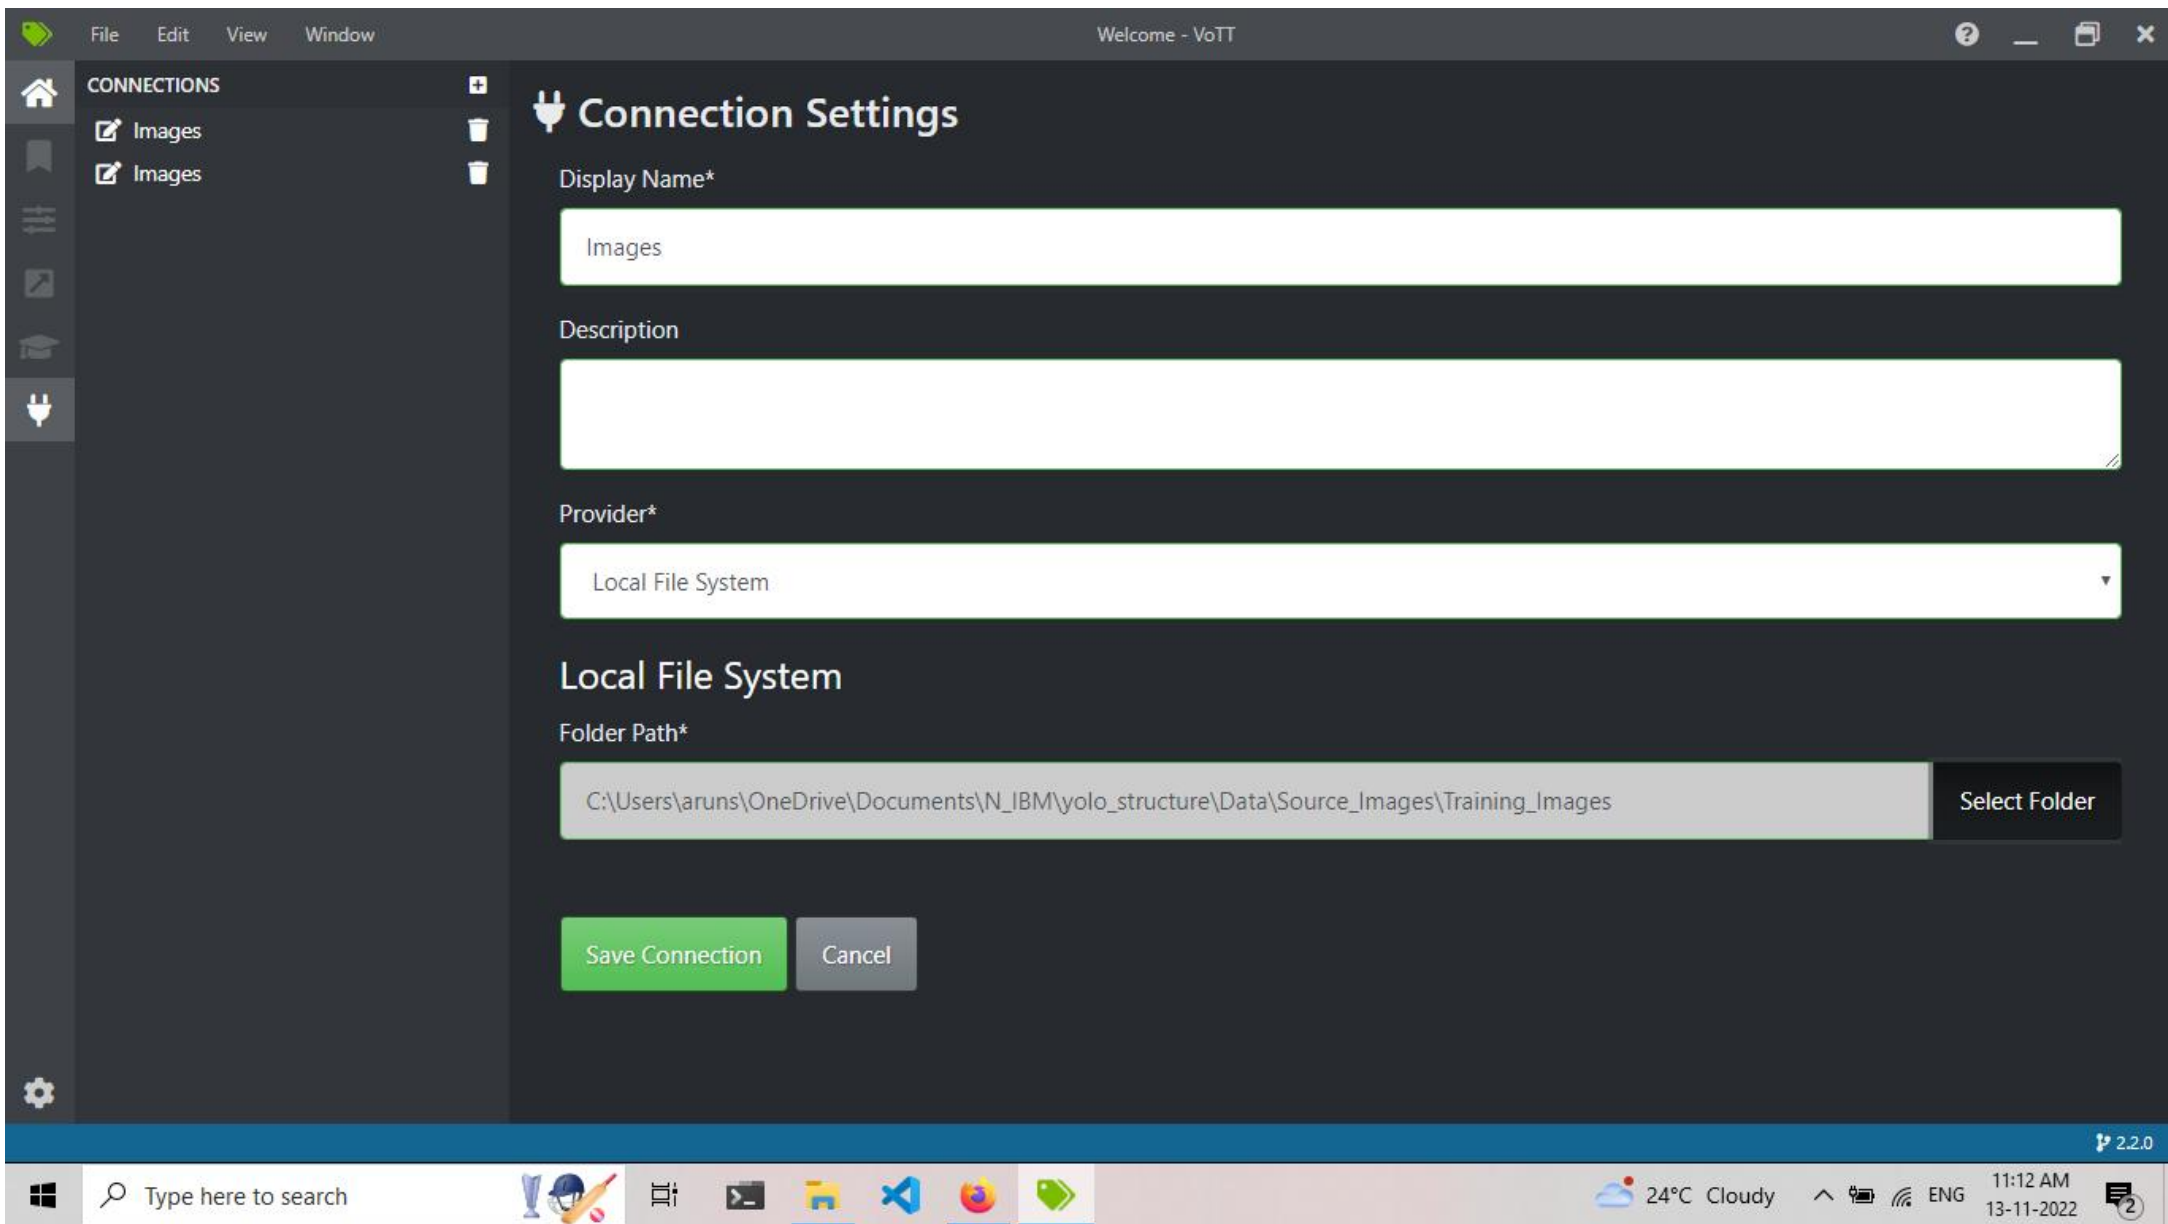 File Edit View Window Welcome - VoTT
CONNECTIONS
Images
Images
Connection Settings
Display Name*
Images
Description
Provider*
Local File System
Local File System
Folder Path*
C:\Users\aruns\OneDrive\Documents\N_IBM\yolo_structure\Data\Source_Images\Training_Images Select Folder
Save Connection Cancel
2.2.0
Type here to search 24°C Cloudy ENG 11:12 AM
13-11-2022 2